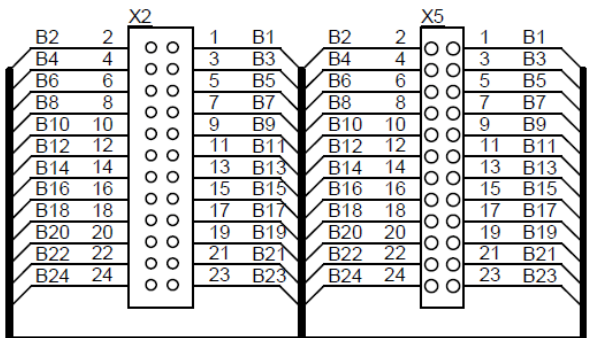 X2 X5
B2 2 1 B1 B2 2 1 B1
B4 4 3 B3 B4 4 3 B3
B6 6 5 B5 B6 6 5 B5
B8 8 7 B7 B8 8 7 B7
B10 10 9 B9 B10 10 9 B9
B12 12 11 B11 B12 12 11 B11
B14 14 13 B13 B14 14 13 B13
B16 16 15 B15 B16 16 15 B15
B18 18 17 B17 B18 18 17 B17
B20 20 19 B19 B20 20 19 B19
B22 22 21 B21 B22 22 21 B21
B24 24 23 B23 B24 24 23 B23